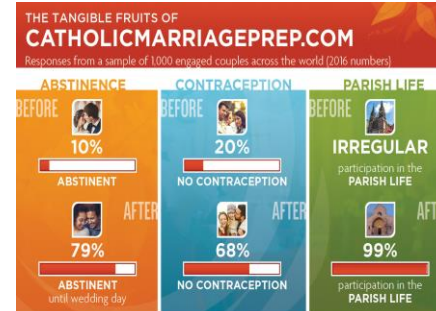 THE TANGIBLE FRUITS OF
CATHOLICMARRIAGEPREP.COM
Responses from a sample of 1000 engaged couples across the world (2016 numbers)
ABSTINENCE
BEFORE
10%
ABSTINENT
AFTER
79%
ABSTINENT
until wedding day
CONTRACEPTION
BEFORE
20%
NO CONTRACEPTION
AFTER
68%
NO CONTRACEPTION
PARISH LIFE
BEFORE
IRREGULAR
participation in the
PARISH LIFE
AFT
99%
participation in the
PARISH LIFE